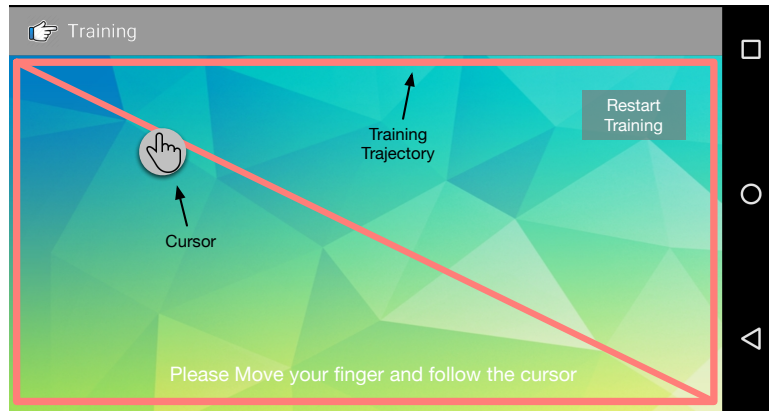 Training
Training
Trajectory
Restart
Training
Cursor
Please Move your finger and follow the cursor